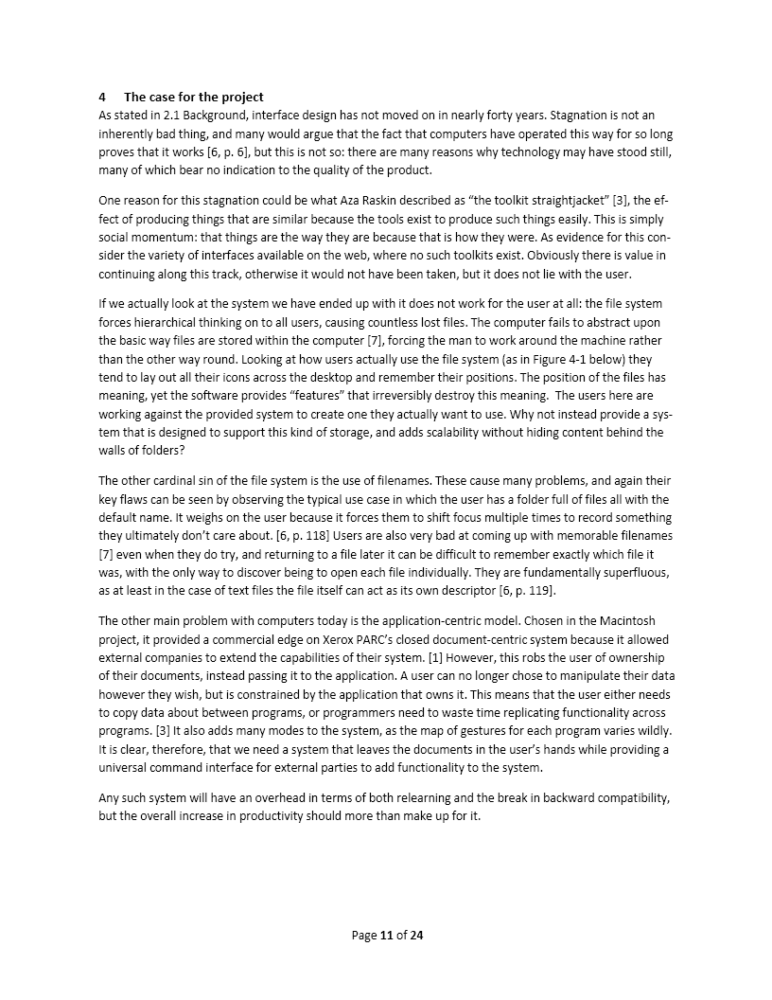 4 The case for the project
As stated in 2.1 Background, interface design has not moved on in nearly forty years. Stagnation is not an
inherently bad thing, and many would argue that the fact that computers have operated this way for so long
proves that it works [6, p. 6], but this is not so: there are many reasons why technology may have stood still,
many of which bear no indication to the quality of the product.
One reason for this stagnation could be what Aza Raskin described as “the toolkit straightjacket” [3], the ef-
fect of producing things that are similar because the tools exist to produce such things easily. This is simply
social momentum: that things are the way they are because that is how they were. As evidence for this con-
sider the variety of interfaces available on the web, where no such toolkits exist. Obviously there is value in
continuing along this track, otherwise it would not have been taken, but it does not lie with the user.
If we actually look at the system we have ended up with it does not work for the user at all: the file system
forces hierarchical thinking on to all users, causing countless lost files. The computer fails to abstract upon
the basic way files are stored within the computer [7], forcing the man to work around the machine rather
than the other way round. Looking at how users actually use the file system (as in Figure 4-1 below) they
tend to lay out all their icons across the desktop and remember their positions. The position of the files has
meaning, yet the software provides “features” that irreversibly destroy this meaning. The users here are
working against the provided system to create one they actually want to use. Why not instead provide a sys-
tem that is designed to support this kind of storage, and adds scalability without hiding content behind the
walls of folders?
The other cardinal sin of the file system is the use of filenames. These cause many problems, and again their
key flaws can be seen by observing the typical use case in which the user has a folder full of files all with the
default name. It weighs on the user because it forces them to shift focus multiple times to record something
they ultimately don’t care about. [6, p. 118] Users are also very bad at coming up with memorable filenames
[7] even when they do try, and returning to a file later it can be difficult to remember exactly which file it
was, with the only way to discover being to open each file individually. They are fundamentally superfluous,
as at least in the case of text files the file itself can act as its own descriptor [6, p. 119].
The other main problem with computers today is the application-centric model. Chosen in the Macintosh
project, it provided a commercial edge on Xerox PARC’s closed document-centric system because it allowed
external companies to extend the capabilities of their system. [1] However, this robs the user of ownership
of their documents, instead passing it to the application. A user can no longer chose to manipulate their data
however they wish, but is constrained by the application that owns it. This means that the user either needs
to copy data about between programs, or programmers need to waste time replicating functionality across
programs. [3] It also adds many modes to the system, as the map of gestures for each program varies wildly.
It is clear, therefore, that we need a system that leaves the documents in the user’s hands while providing a
universal command interface for external parties to add functionality to the system.
Any such system will have an overhead in terms of both relearning and the break in backward compatibility,
but the overall increase in productivity should more than make up for it.
Page 11 of 24